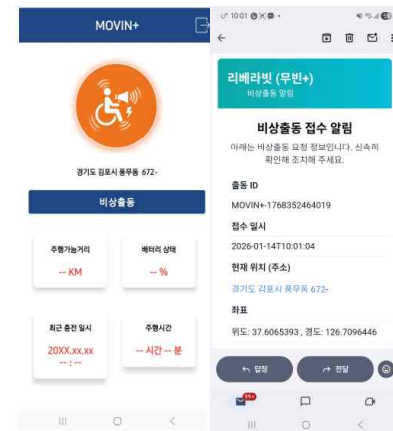 MOVIN+
경기도 김포시 풍무동 672-
비상출동
주행가능거리
-- KM
배터리 상태
-- %
최근 충전 일시
20XX.xx.xx
-- : --
주행시간
-- 시간 -- 분
10:01
리베라빗 (무빈+)
비상출동 알림
비상출동 접수 알림
아래는 비상출동 요청 정보입니다. 신속히
확인해 조치해 주세요.
출동 ID
MOVIN+-1768352464019
접수 일시
2026-01-14T10:01:04
현재 위치 (주소)
경기도 김포시 풍무동 672-
좌표
위도: 37.6065393 , 경도: 126.7096446
답장
전달
99+